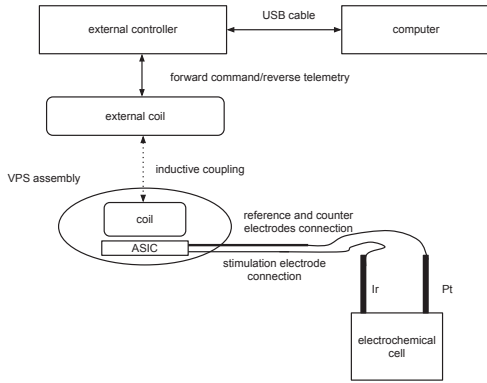 USB cable
external controller
computer
forward command/reverse telemetry
external coil
inductive coupling
VPS assembly
coil
reference and counter
electrodes connection
ASIC
stimulation electrode
connection
Ir
Pt
electrochemical
cell